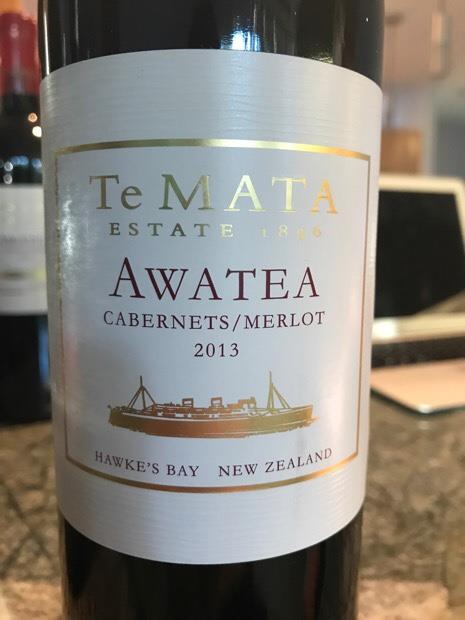 Te MATA
ESTATE 1896
AWATEA
CABERNETS/MERLOT
2013
HAWKE'S BAY NEW ZEALAND